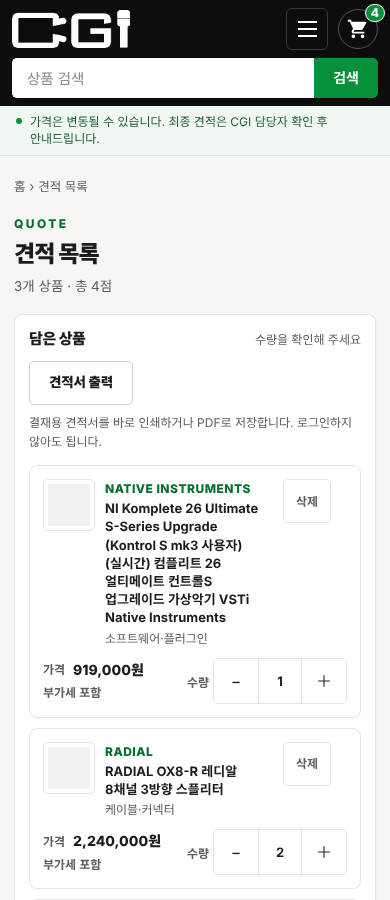 CGI
4
상품 검색
검색
가격은 변동될 수 있습니다. 최종 견적은 CGI 담당자 확인 후
안내드립니다.
홈 › 견적 목록
QUOTE
견적 목록
3개 상품 · 총 4점
담은 상품
수량을 확인해 주세요
견적서 출력
결재용 견적서를 바로 인쇄하거나 PDF로 저장합니다. 로그인하지
않아도 됩니다.
NATIVE INSTRUMENTS
NI Komplete 26 Ultimate
S-Series Upgrade
(Kontrol S mk3 사용자)
(실시간) 컴플리트 26
얼티메이트 컨트롤S
업그레이드 가상악기 VSTi
Native Instruments
소프트웨어·플러그인
삭제
가격 919,000원
부가세 포함
수량 − 1 +
RADIAL
RADIAL OX8-R 레디알
8채널 3방향 스플리터
케이블·커넥터
삭제
가격 2,240,000원
부가세 포함
수량 − 2 +